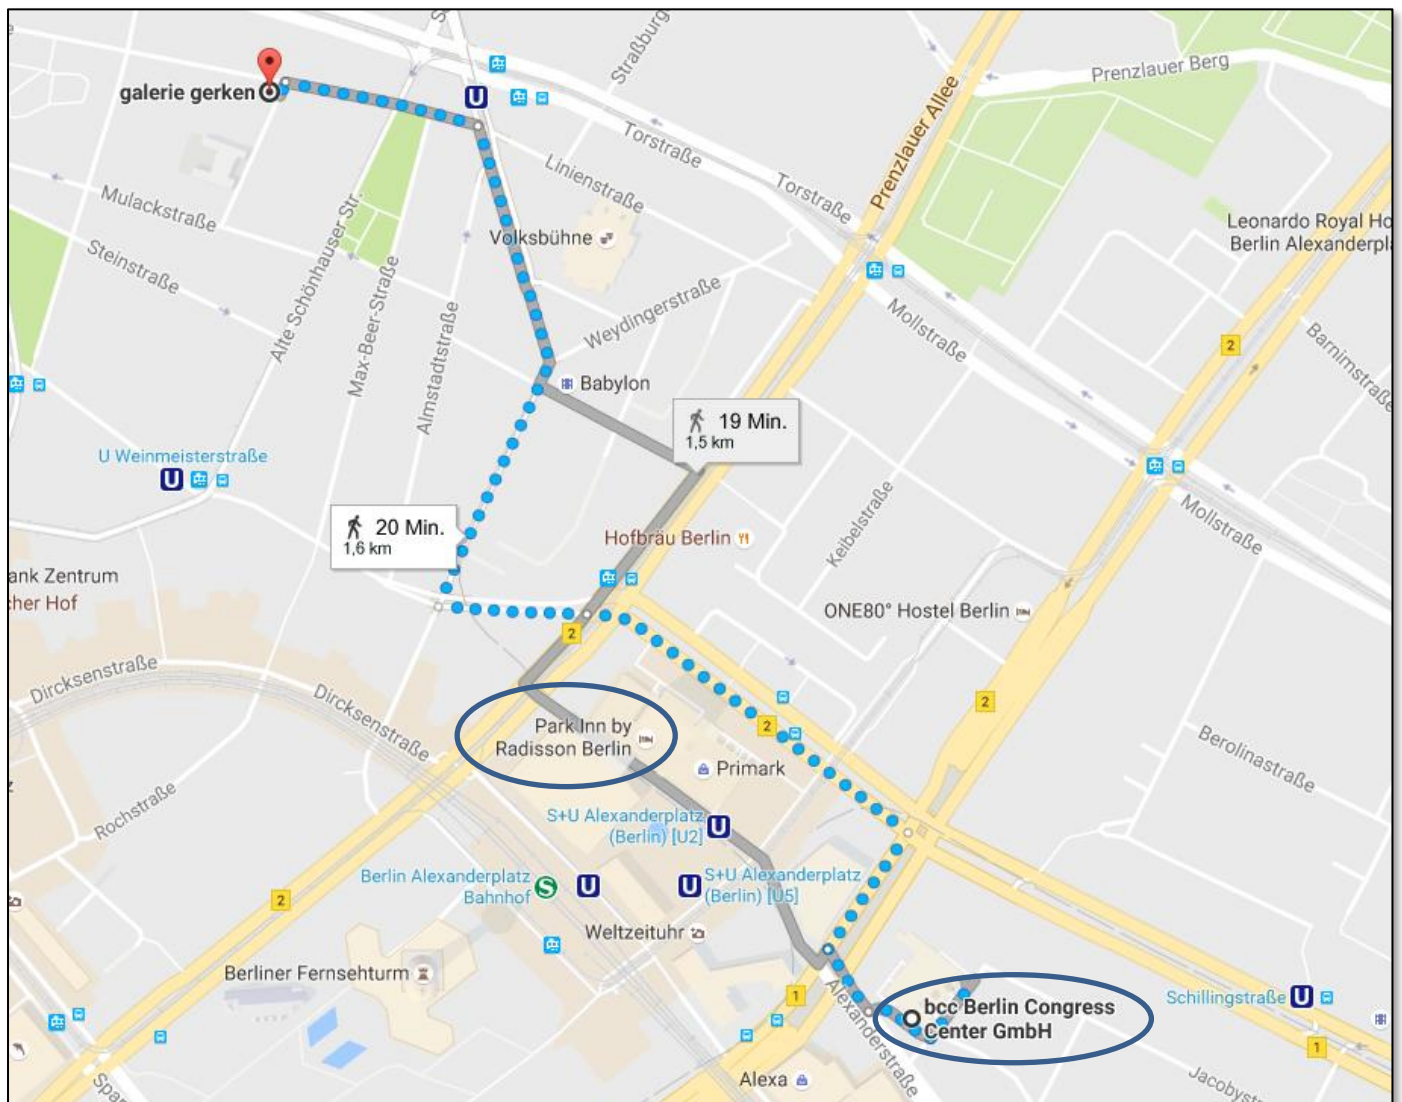 galerie gerken
Straßburg
Prenzlauer Berg
Prenzlauer Allee
U
Torstraße
Linienstraße
Torstraße
Mulackstraße
Volksbühne
Leonardo Royal Ho
Berlin Alexanderpl
Steinstraße
Alte Schönhauser Str.
Max-Beer-Straße
Almstadtstraße
Weydingerstraße
Mollstraße
Barnimstraße
2
Babylon
19 Min.
1,5 km
U Weinmeisterstraße
U
20 Min.
1,6 km
Keibelstraße
Mollstraße
Hofbräu Berlin
ank Zentrum
cher Hof
ONE80° Hostel Berlin
2
Dircksenstraße
Dircksenstraße
2
Park Inn by
Radisson Berlin
2
Berolinastraße
Primark
Rochstraße
S+U Alexanderplatz
(Berlin) [U2]
U
Berlin Alexanderplatz
Bahnhof
S
U
U
S+U Alexanderplatz
(Berlin) [U5]
2
Weltzeituhr
Berliner Fernsehturm
1
Alexanderstraße
bcc Berlin Congress
Center GmbH
Schillingstraße
U
1
Alexa
Jacobyst
Spa